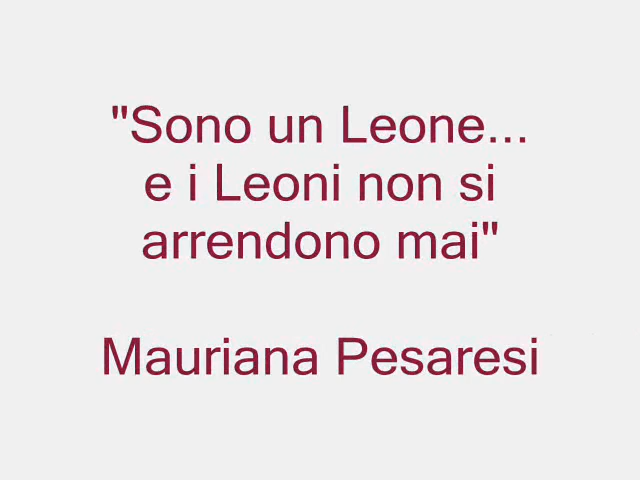 "Sono un Leone...
e i Leoni non si
arrendono mai"
Mauriana Pesaresi